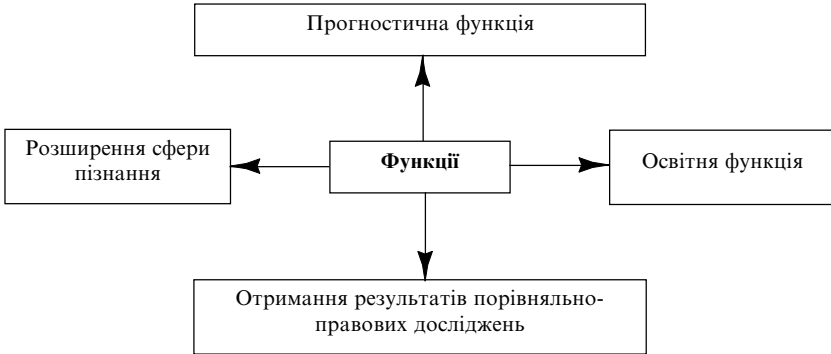 Прогностична функція
Розширення сфери
пізнання
Функції
Освітня функція
Отримання результатів порівняльно-
правових досліджень